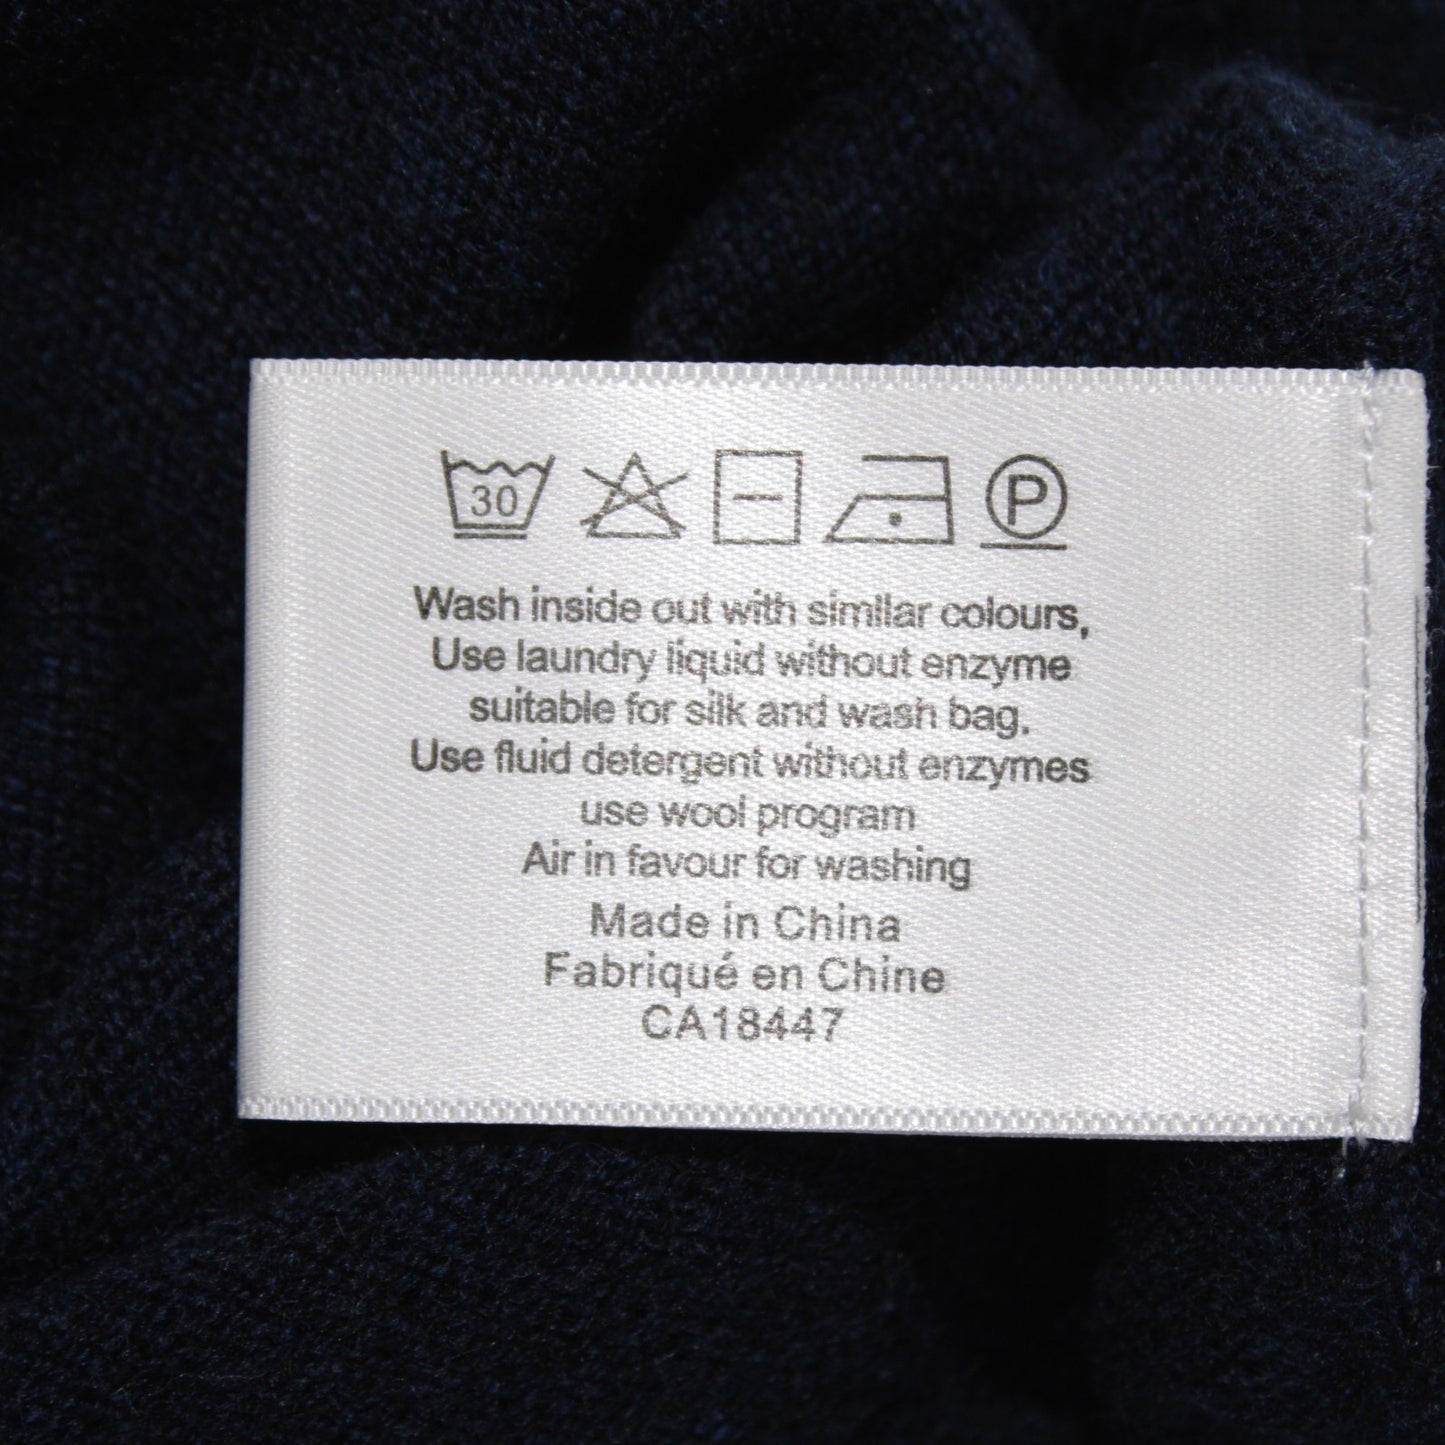 30 P
Wash inside out with similar colours,
Use laundry liquid without enzyme
suitable for silk and wash bag.
Use fluid detergent without enzymes
use wool program
Air in favour for washing
Made in China
Fabriqué en Chine
CA18447